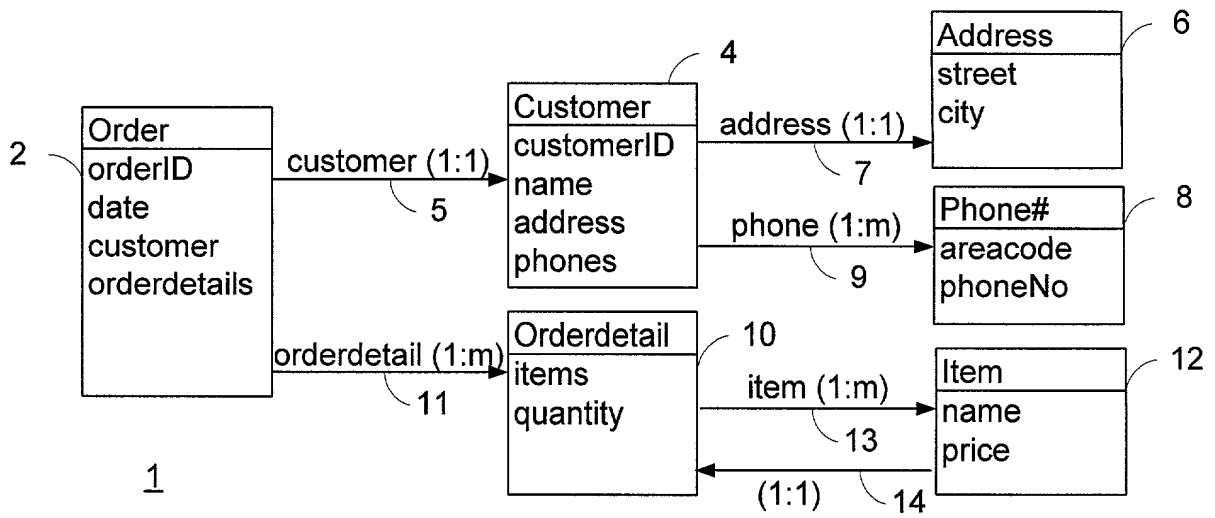 2
Order
orderID
date
customer
orderdetails
customer (1:1)
5
orderdetail (1:m)
11
4
Customer
customerID
name
address
phones
address (1:1)
7
phone (1:m)
9
6
Address
street
city
8
Phone#
areacode
phoneNo
10
Orderdetail
items
quantity
item (1:m)
13
(1:1)
14
12
Item
name
price
1